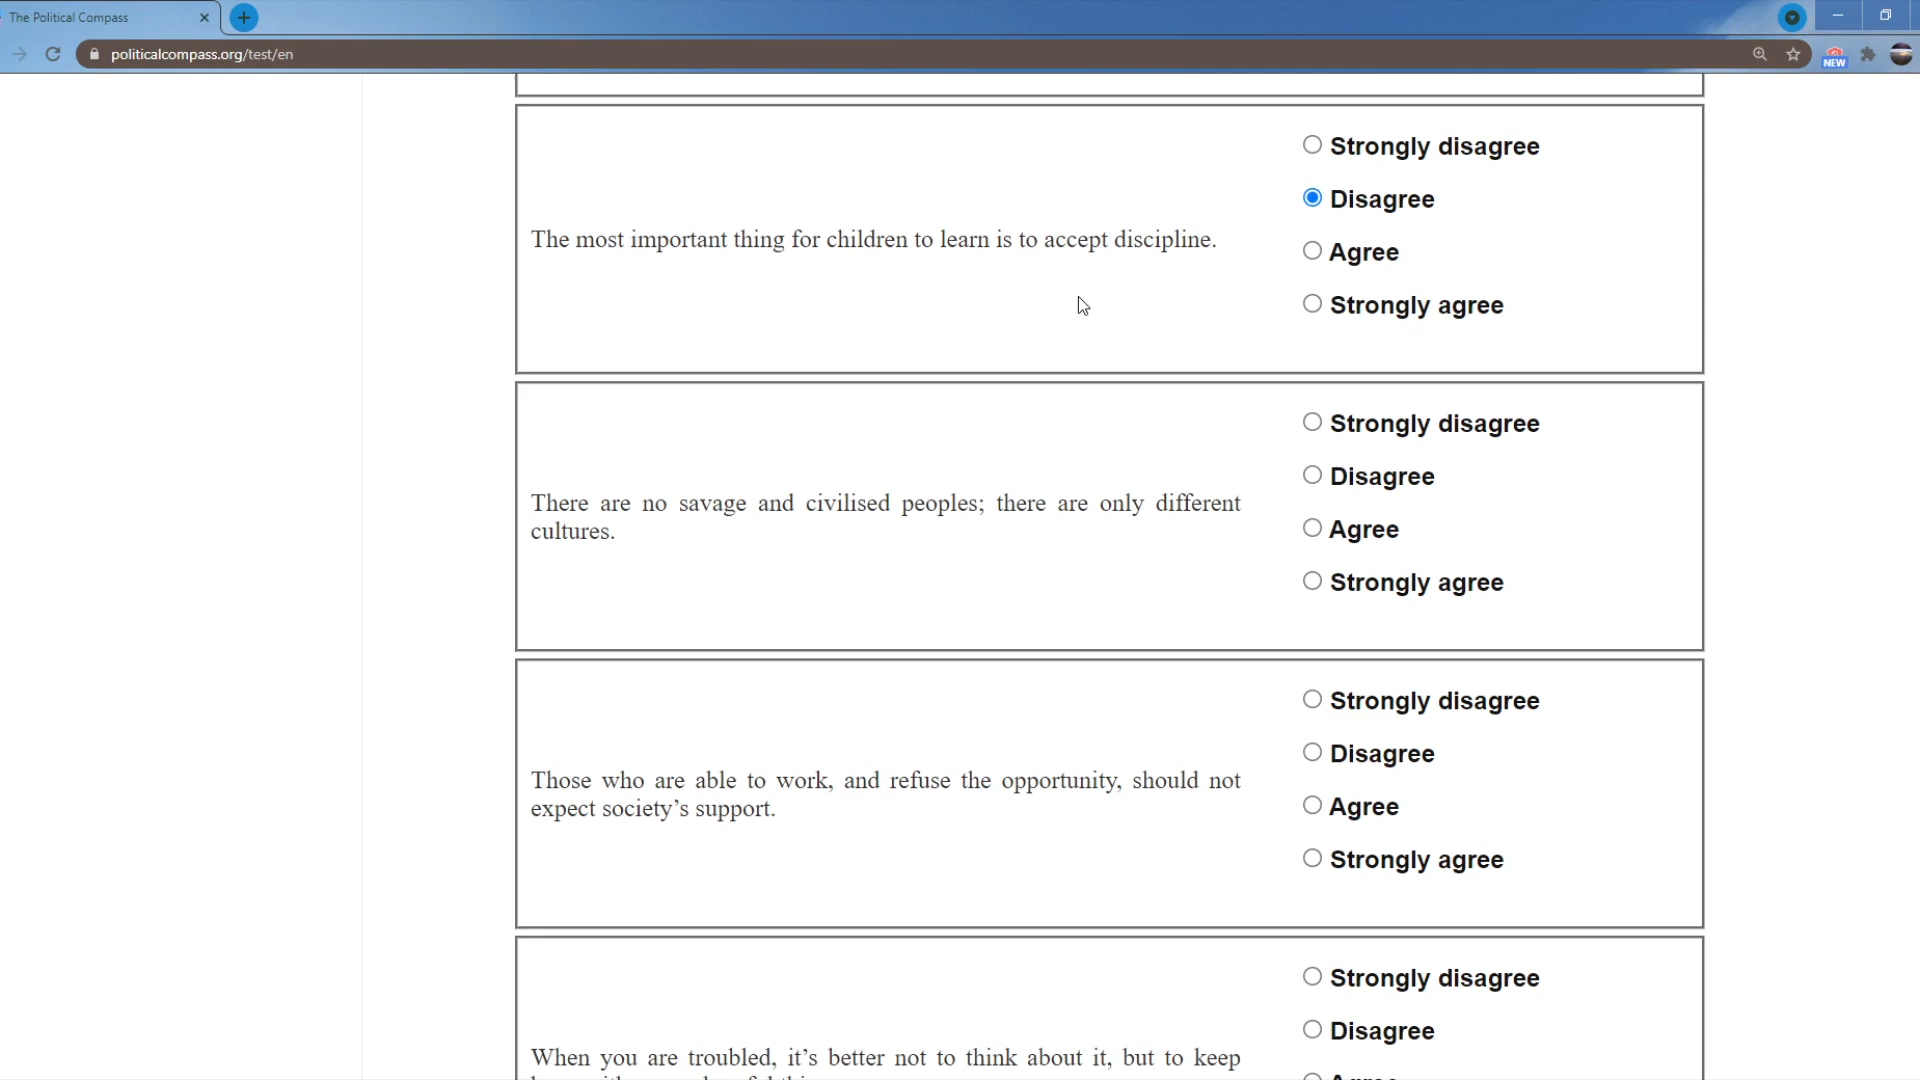 The Political Compass
politicalcompass.org/test/en
NEW
Strongly disagree
Disagree
The most important thing for children to learn is to accept discipline.
Agree
Strongly agree
Strongly disagree
Disagree
There are no savage and civilised peoples; there are only different
cultures.
Agree
Strongly agree
Strongly disagree
Disagree
Those who are able to work, and refuse the opportunity, should not
expect society’s support.
Agree
Strongly agree
Strongly disagree
Disagree
When you are troubled, it’s better not to think about it, but to keep
Agree